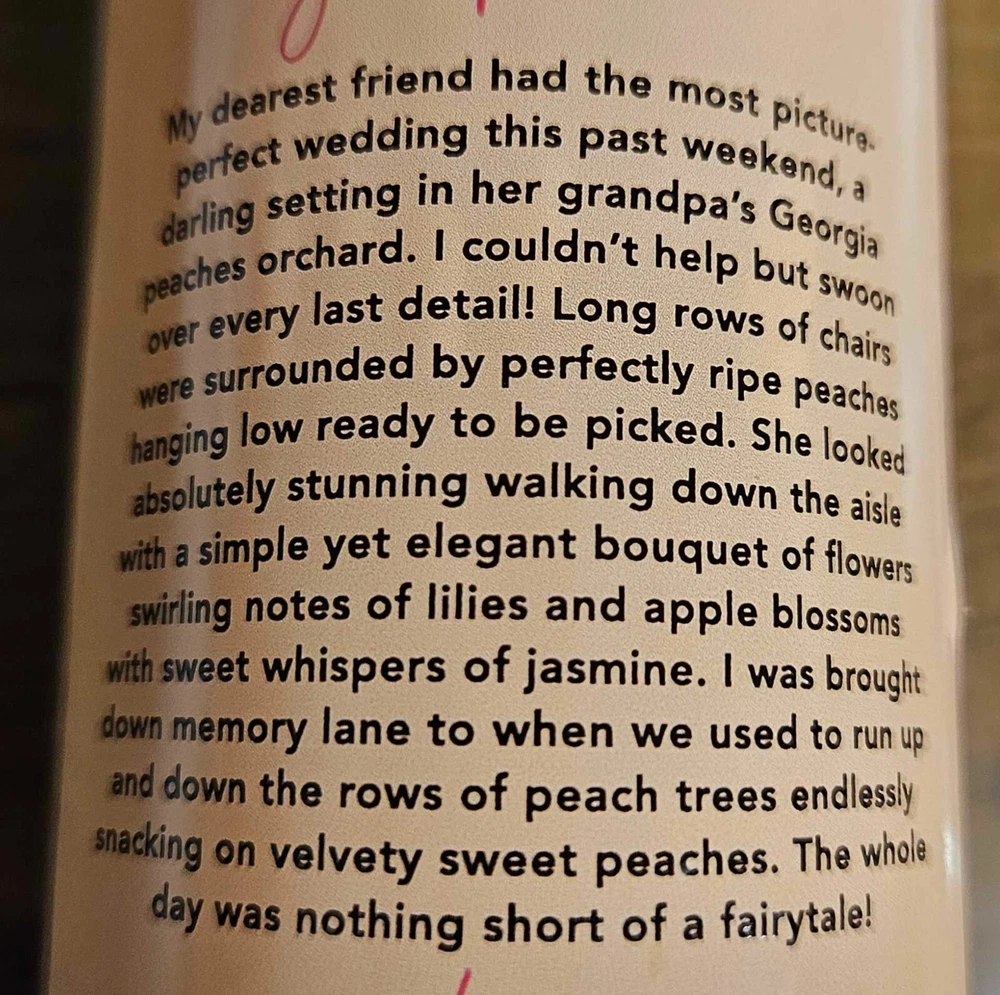 My dearest friend had the most picture-
perfect wedding this past weekend, a
darling setting in her grandpa's Georgia
peaches orchard. I couldn't help but swoon
over every last detail! Long rows of chairs
were surrounded by perfectly ripe peaches
hanging low ready to be picked. She looked
absolutely stunning walking down the aisle
with a simple yet elegant bouquet of flowers
swirling notes of lilies and apple blossoms
with sweet whispers of jasmine. I was brought
down memory lane to when we used to run up
and down the rows of peach trees endlessly
snacking on velvety sweet peaches. The whole
day was nothing short of a fairytale!